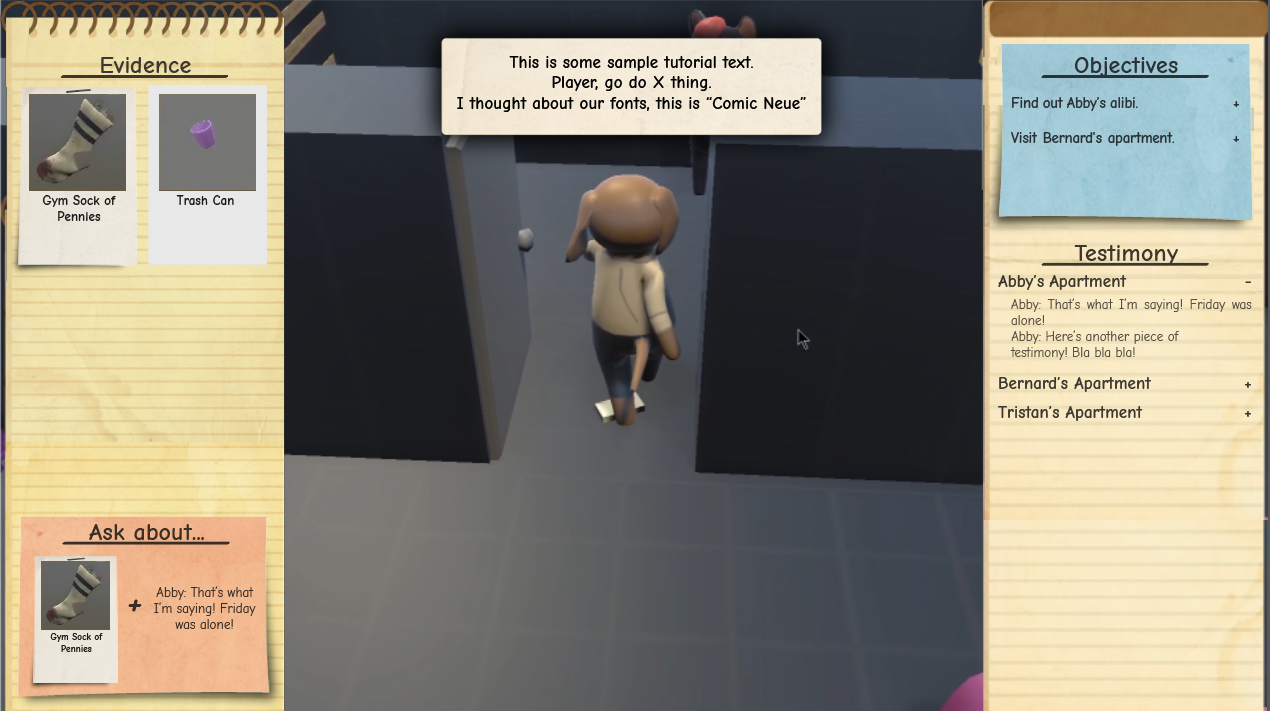 This is some sample tutorial text.
Player, go do X thing.
I thought about our fonts, this is “Comic Neue”
Evidence
Gym Sock of
Pennies
Trash Can
Ask about...
Gym Sock of
Pennies
+
Abby: That's what
I'm saying! Friday
was alone!
Objectives
Find out Abby's alibi. +
Visit Bernard's apartment. +
Testimony
Abby's Apartment -
Abby: That's what I'm saying! Friday was
alone!
Abby: Here's another piece of
testimony! Bla bla bla!
Bernard's Apartment +
Tristan's Apartment +